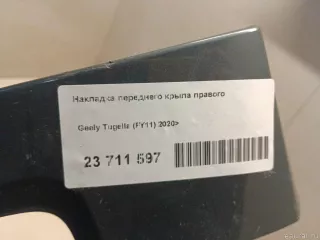 Накладка переднего крыла правого
Geely Tugella (FY11) 2020>
23 711 597